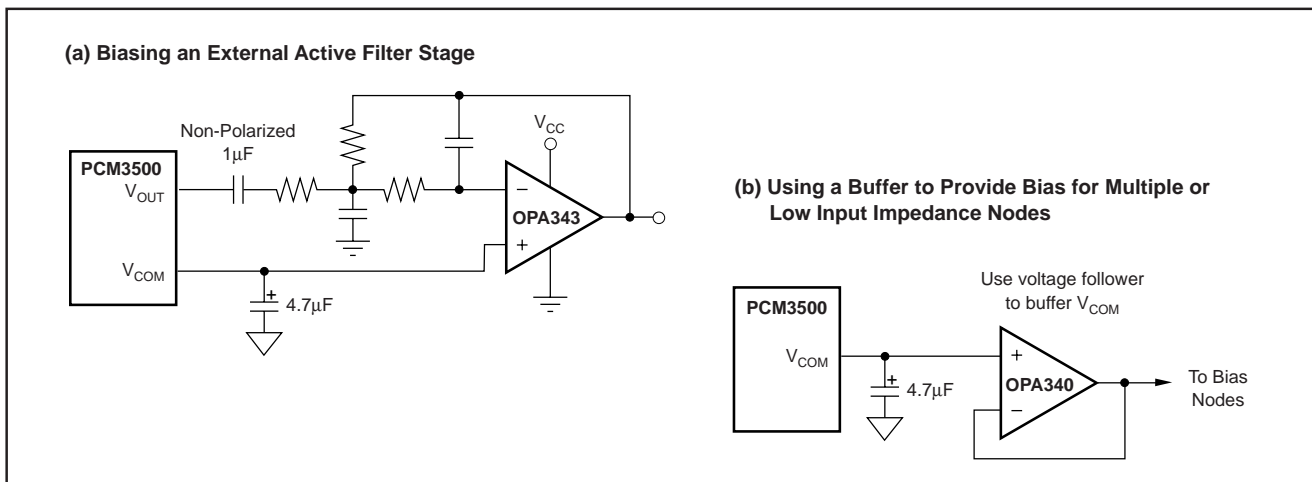 (a) Biasing an External Active Filter Stage
Non-Polarized
1µF
V_CC
PCM3500
V_OUT
−
OPA343
+
V_COM
+
4.7µF
(b) Using a Buffer to Provide Bias for Multiple or
Low Input Impedance Nodes
Use voltage follower
to buffer V_COM
PCM3500
V_COM
+
OPA340
−
+
4.7µF
To Bias
Nodes